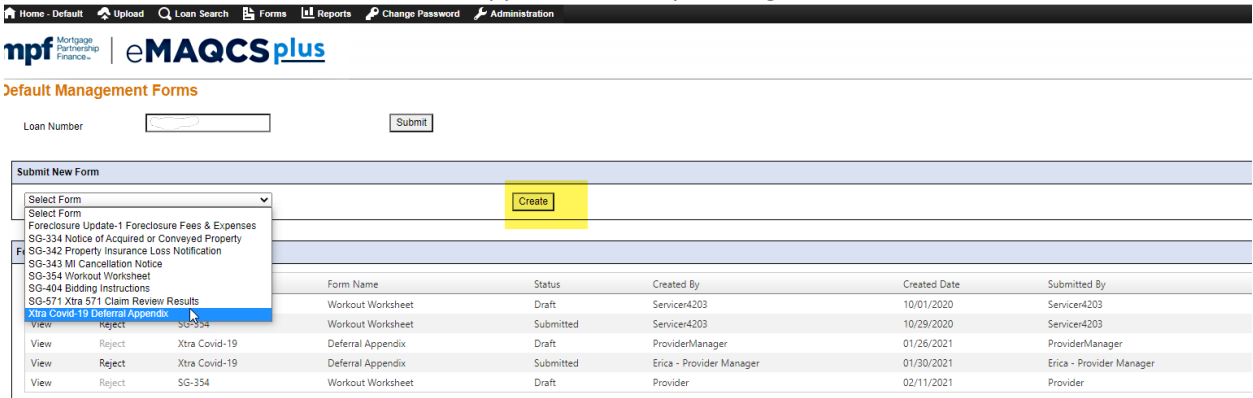 Home - Default Upload Loan Search Forms Reports Change Password Administration
mpf Mortgage Partnership Finance | eMAQCS plus
Default Management Forms
Loan Number Submit
Submit New Form
Select Form Create
Select Form
Foreclosure Update-1 Foreclosure Fees & Expenses
SG-334 Notice of Acquired or Conveyed Property
SG-342 Property Insurance Loss Notification
SG-343 MI Cancellation Notice
SG-354 Workout Worksheet
SG-404 Bidding Instructions
SG-571 Xtra 571 Claim Review Results
Xtra Covid-19 Deferral Appendix
Form Name Status Created By Created Date Submitted By
Workout Worksheet Draft Servicer4203 10/01/2020 Servicer4203
View Reject SG-354 Workout Worksheet Submitted Servicer4203 10/29/2020 Servicer4203
View Reject Xtra Covid-19 Deferral Appendix Draft ProviderManager 01/26/2021 ProviderManager
View Reject Xtra Covid-19 Deferral Appendix Submitted Erica - Provider Manager 01/30/2021 Erica - Provider Manager
View Reject SG-354 Workout Worksheet Draft Provider 02/11/2021 Provider